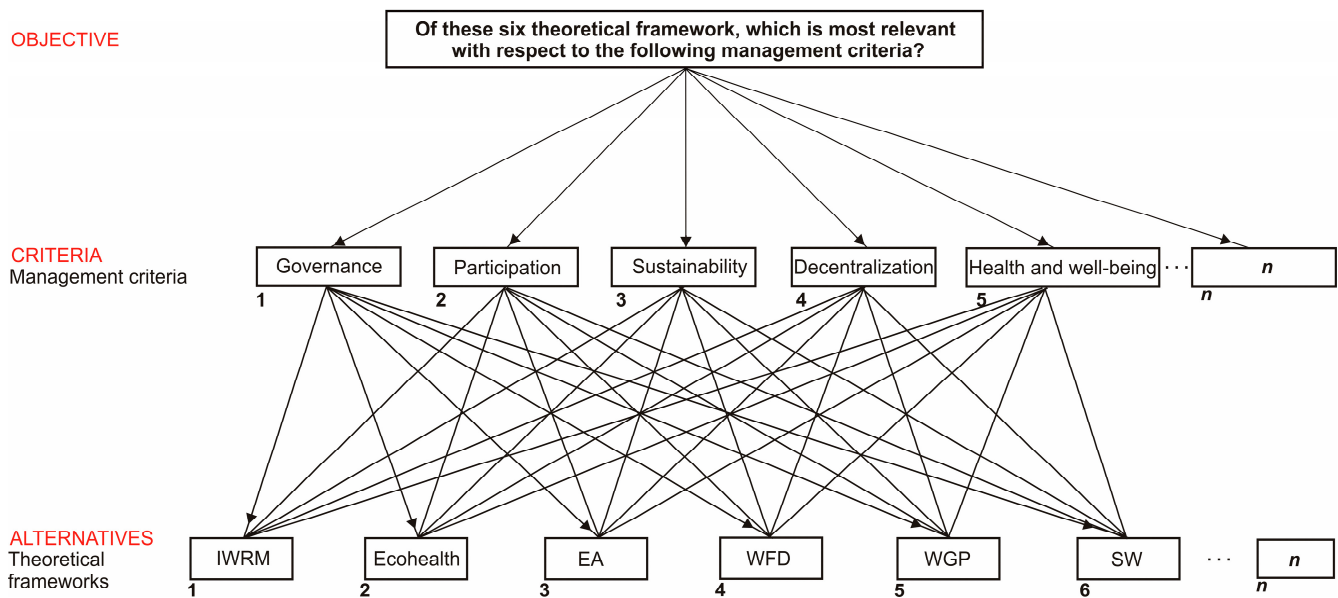 OBJECTIVE
Of these six theoretical framework, which is most relevant
with respect to the following management criteria?
CRITERIA
Management criteria
Governance
Participation
Sustainability
Decentralization
Health and well-being
...
n
1
2
3
4
5
n
ALTERNATIVES
Theoretical
frameworks
IWRM
Ecohealth
EA
WFD
WGP
SW
...
n
1
2
3
4
5
6
n